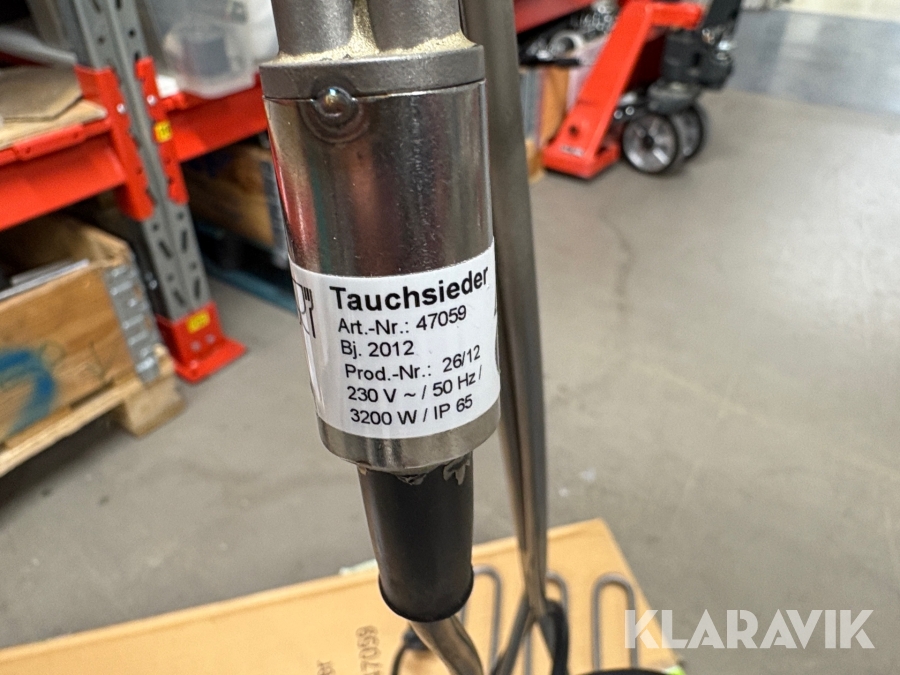 Tauchsieder
Art.-Nr.: 47059
Bj. 2012
Prod.-Nr.: 26/12
230 V ~ / 50 Hz /
3200 W / IP 65
KLARAVIK